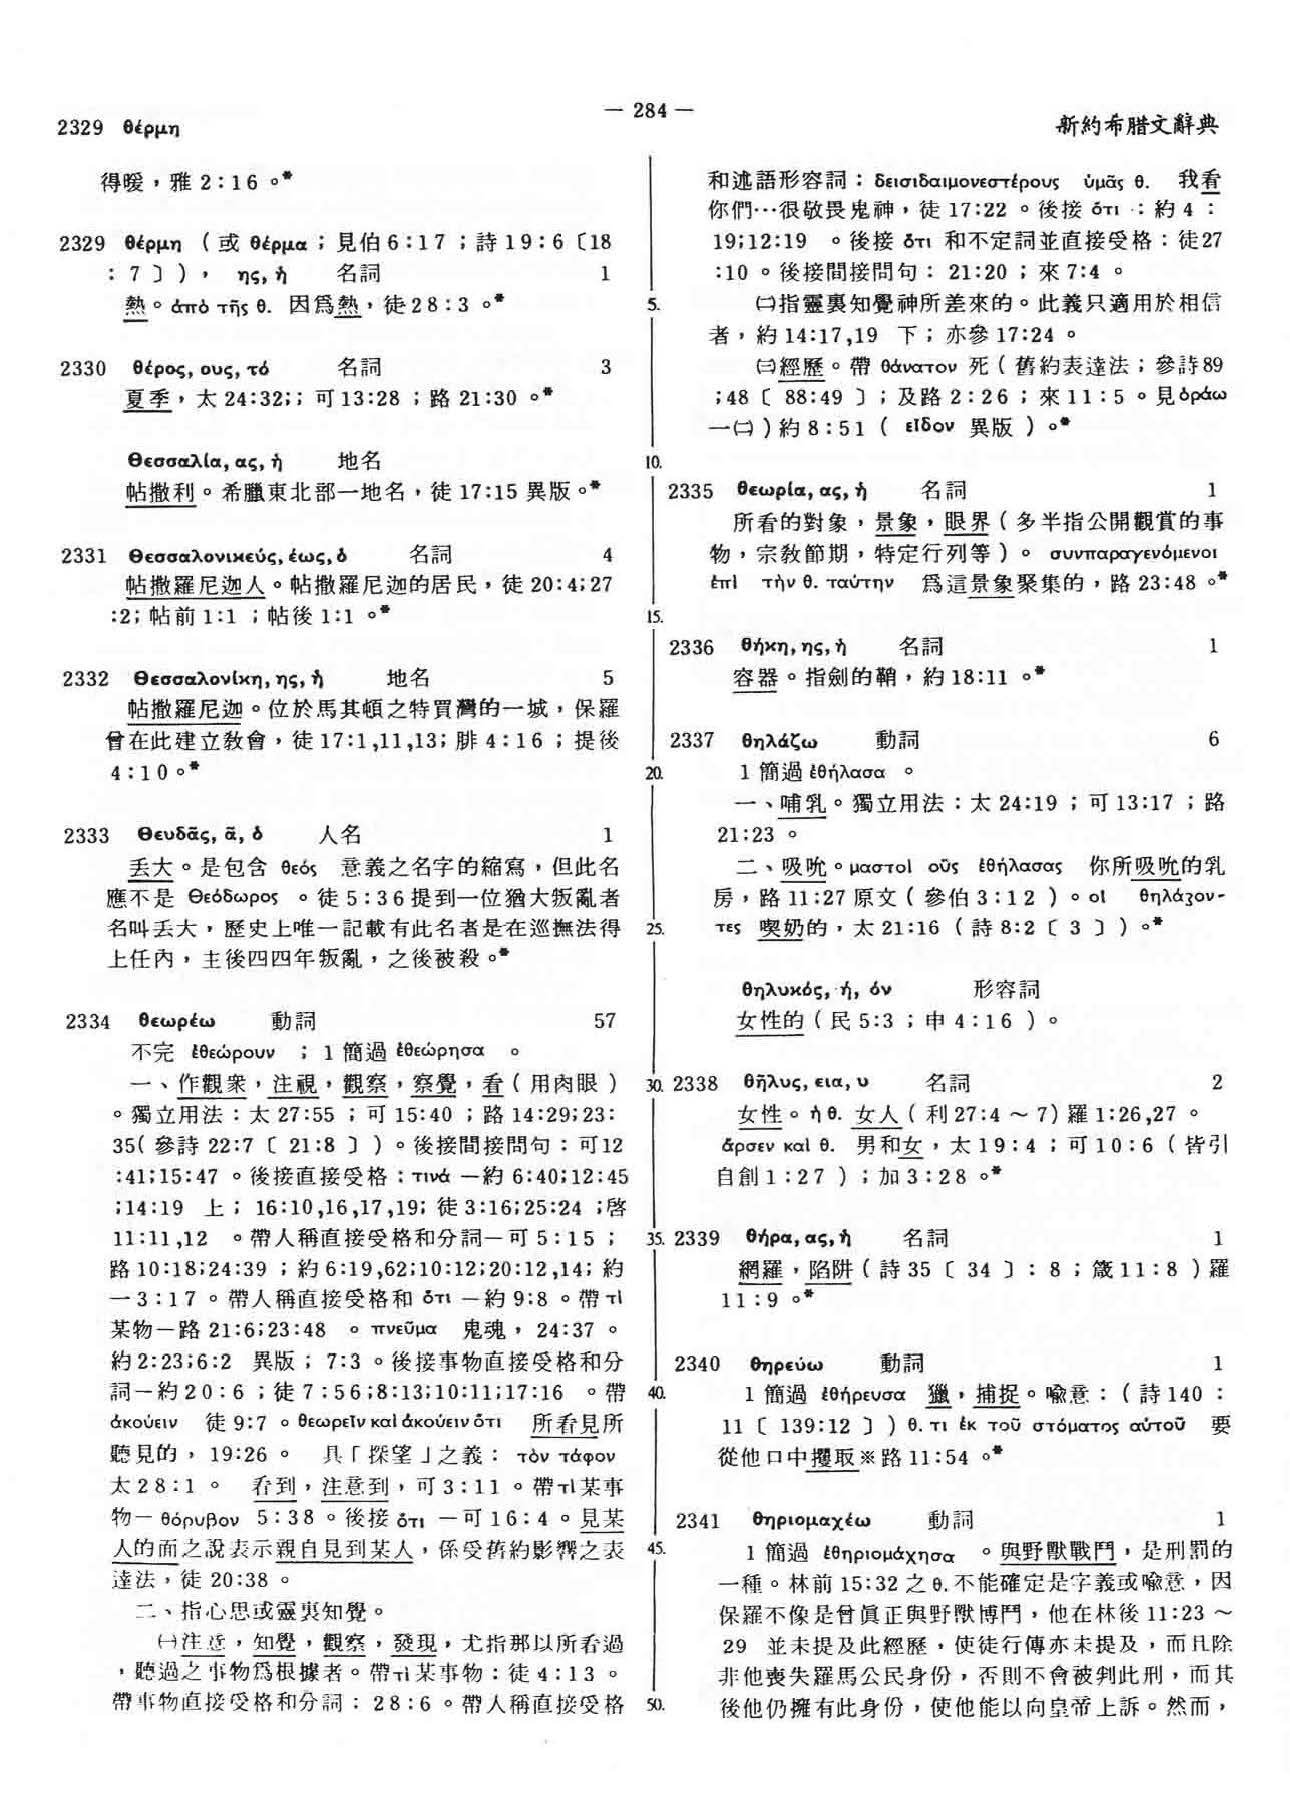 — 284 —
2329 θέρμη
新約希腊文辭典
得暖，雅 2:16 。*
2329 θέρμη （或 θέρμα ; 見伯6:17 ; 詩19:6〔18
: 7 〕）， ης, ἡ 名詞 1
熱。ἀπὸ τῆς θ. 因爲熱，徒28:3 。*
2330 θέρος, ους, τό 名詞 3
夏季，太 24:32;; 可13:28 ; 路 21:30 。*
Θεσσαλία, ας, ἡ 地名
帖撒利。希臘東北部一地名，徒 17:15 異版。*
2331 Θεσσαλονικεύς, έως, ὁ 名詞 4
帖撒羅尼迦人。帖撒羅尼迦的居民，徒 20:4;27
:2; 帖前 1:1 ; 帖後 1:1 。*
2332 Θεσσαλονίκη, ης, ἡ 地名 5
帖撒羅尼迦。位於馬其頓之特買灣的一城，保羅
曾在此建立教會，徒 17:1,11,13; 腓 4:16 ; 提後
4:10。*
2333 Θευδᾶς, ᾶ, ὁ 人名 1
丢大。是包含 θεός 意義之名字的縮寫，但此名
應不是 Θεόδωρος 。徒 5:36提到一位猶大叛亂者
名叫丢大，歷史上唯一記載有此名者是在巡撫法得
上任內，主後四四年叛亂，之後被殺。*
2334 θεωρέω 動詞 57
不完 ἐθεώρουν ; 1 簡過 ἐθεώρησα 。
一、作觀衆，注視，觀察，察覺，看（用肉眼）
。獨立用法：太 27:55 ; 可15:40 ; 路 14:29;23:
35( 參詩 22:7〔 21:8 〕)。後接間接問句：可12
:41;15:47 。後接直接受格：τινά —約 6:40;12:45
;14:19 上； 16:10,16,17,19; 徒 3:16;25:24 ;啓
11:11,12 。帶人稱直接受格和分詞—可 5:15 ;
路 10:18;24:39 ; 約 6:19,62;10:12;20:12,14; 約
一 3:17 。帶人稱直接受格和 ὅτι —約 9:8 。帶 τὶ
某物—路 21:6;23:48 。πνεῦμα 鬼魂， 24:37 。
約2:23;6:2 異版； 7:3 。後接事物直接受格和分
詞—約20:6 ; 徒 7:56;8:13;10:11;17:16 。帶
ἀκούειν 徒 9:7 。θεωρεῖν καὶ ἀκούειν ὅτι 所看見所
聽見的，19:26 。 具「探望」之義： τὸν τάφον
太28:1 。 看到，注意到，可 3:11 。帶τὶ某事
物— θόρυβον 5:38 。後接 ὅτι —可16:4 。見某
人的面之說表示親自見到某人，係受舊約影響之表
達法，徒 20:38 。
二、指心思或靈裏知覺。
㈠注意，知覺，觀察，發現，尤指那以所看過
，聽過之事物爲根據者。帶τὶ某事物：徒 4:13 。
帶事物直接受格和分詞： 28:6 。帶人稱直接受格
5.
10.
15.
20.
25.
30.
35.
40.
45.
50.
和述語形容詞： δεισιδαιμονεστέρους ὑμᾶς θ. 我看
你們…很敬畏鬼神，徒 17:22 。後接 ὅτι ：約 4 :
19;12:19 。後接 ὅτι 和不定詞並直接受格：徒27
:10 。後接間接問句： 21:20 ; 來 7:4 。
㈡指靈裏知覺神所差來的。此義只適用於相信
者，約 14:17,19 下；亦參 17:24 。
㈢經歷。帶 θάνατον 死（舊約表達法；參詩89
;48〔 88:49 〕; 及路 2:26 ; 來 11:5 。見ὁράω
一㈡) 約 8:51 ( εἶδον 異版 ) 。*
2335 θεωρία, ας, ἡ 名詞 1
所看的對象，景象，眼界（多半指公開觀賞的事
物，宗教節期，特定行列等）。 συνπαραγενόμενοι
ἐπὶ τὴν θ. ταύτην 爲這景象聚集的，路 23:48 。*
2336 θήκη, ης, ἡ 名詞 1
容器。指劍的鞘，約18:11 。*
2337 θηλάζω 動詞 6
1 簡過 ἐθήλασα 。
一、哺乳。獨立用法：太 24:19 ; 可13:17 ; 路
21:23 。
二、吸吮。μαστοὶ οὓς ἐθήλασας 你所吸吮的乳
房，路 11:27 原文（參伯 3:12 ）。οἱ θηλάζον-
τες 喫奶的，太 21:16 ( 詩 8:2〔 3 〕) 。*
θηλυκός, ή, όν 形容詞
女性的（民 5:3 ; 申 4:16 ）。
2338 θῆλυς, εια, υ 名詞 2
女性。ἡ θ. 女人（利 27:4 ～ 7) 羅 1:26,27 。
ἄρσεν καὶ θ. 男和女，太 19:4 ; 可 10:6 （皆引
自創 1:27 ）; 加 3:28 。*
2339 θήρα, ας, ἡ 名詞 1
網羅，陷阱（詩 35〔 34 〕: 8 ; 箴 11:8 ) 羅
11:9 。*
2340 θηρεύω 動詞 1
1 簡過 ἐθήρευσα 獵，捕捉。喩意：（詩 140 :
11〔 139:12 〕) θ. τι ἐκ τοῦ στόματος αὐτοῦ 要
從他口中攫取※路 11:54 。*
2341 θηριομαχέω 動詞 1
1 簡過 ἐθηριομάχησα 。與野獸戰鬥，是刑罰的
一種。林前 15:32 之 θ. 不能確定是字義或喩意，因
保羅不像是曾眞正與野獸博鬥，他在林後 11:23 ～
29 並未提及此經歷，使徒行傳亦未提及，而且除
非他喪失羅馬公民身份，否則不會被判此刑，而其
後他仍擁有此身份，使他能以向皇帝上訴。然而，